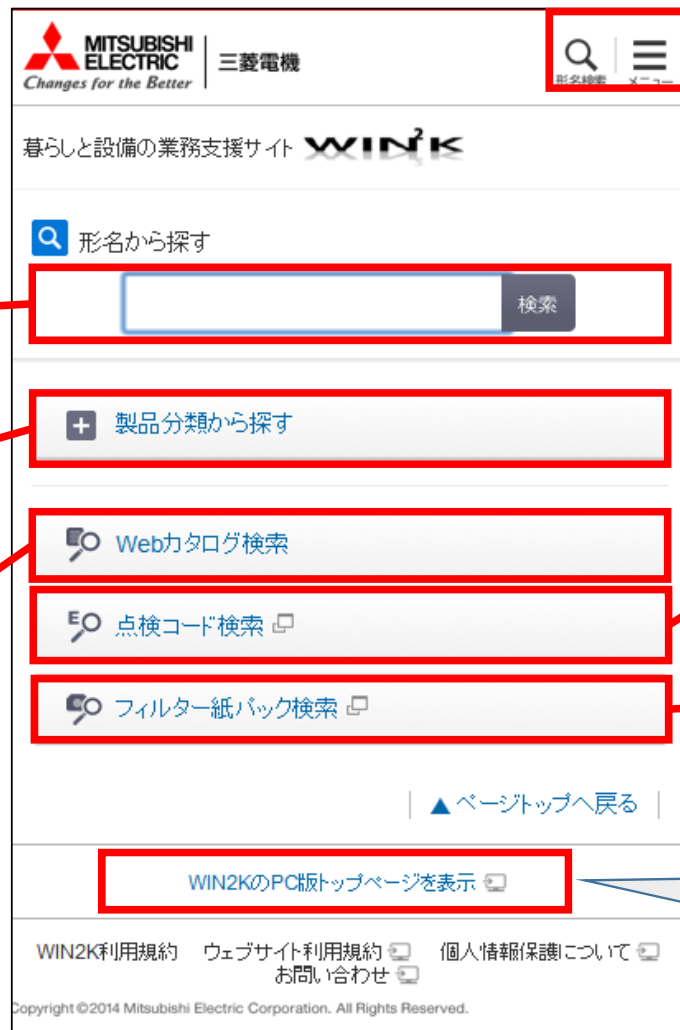 MITSUBISHI
ELECTRIC
Changes for the Better
三菱電機
形名検索 メニュー
暮らしと設備の業務支援サイト WIN²K
形名から探す
検索
製品分類から探す
Webカタログ検索
点検コード検索
フィルター紙パック検索
▲ページトップへ戻る
WIN2KのPC版トップページを表示
WIN2K利用規約 ウェブサイト利用規約 個人情報保護について
お問い合わせ
Copyright ©2014 Mitsubishi Electric Corporation. All Rights Reserved.